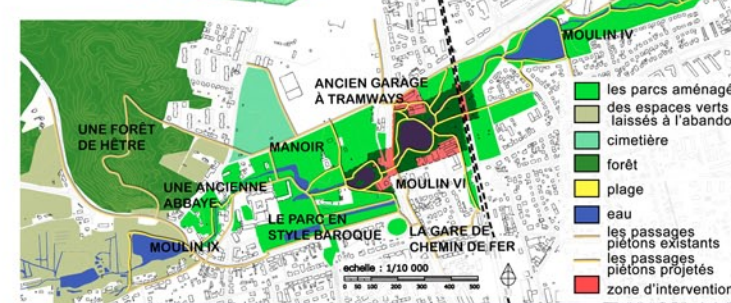 MOULIN IV
ANCIEN GARAGE
À TRAMWAYS
UNE FORÊT
DE HÊTRE
MANOIR
UNE ANCIENNE
ABBAYE
MOULIN VI
LE PARC EN
STYLE BAROQUE
MOULIN IX
LA GARE DE
CHEMIN DE FER
echelle : 1/10 000
0 50 100 200 300 400 500
les parcs aménagé
des espaces verts
laissés à l'abando
cimetière
forêt
plage
eau
les passages
piétons existants
les passages
piétons projetés
zone d'intervention